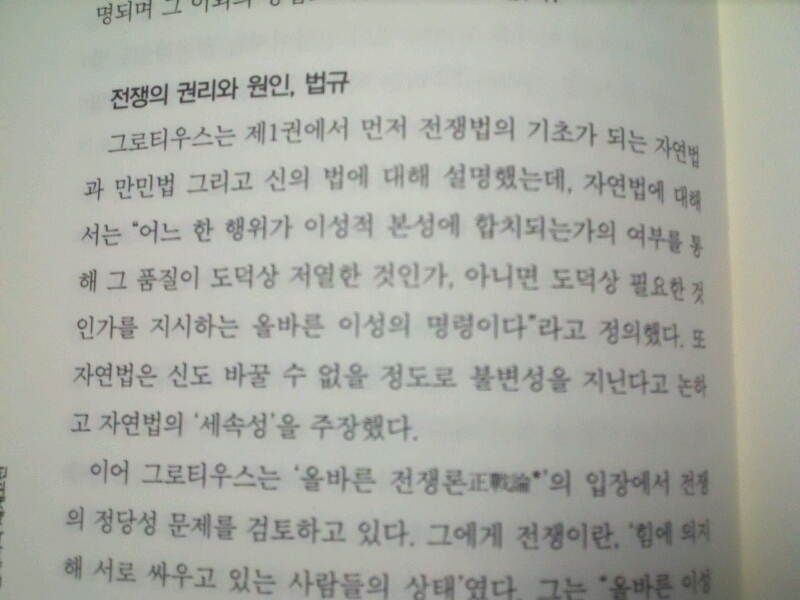 명되며 그 이외의
전쟁의 권리와 원인, 법규
그로티우스는 제1권에서 먼저 전쟁법의 기초가 되는 자연법
과 만민법 그리고 신의 법에 대해 설명했는데, 자연법에 대해
서는 “어느 한 행위가 이성적 본성에 합치되는가의 여부를 통
해 그 품질이 도덕상 저열한 것인가, 아니면 도덕상 필요한 것
인가를 지시하는 올바른 이성의 명령이다”라고 정의했다. 또
자연법은 신도 바꿀 수 없을 정도로 불변성을 지닌다고 논하
고 자연법의 ‘세속성’을 주장했다.
이어 그로티우스는 ‘올바른 전쟁론正戰論*’의 입장에서 전쟁
의 정당성 문제를 검토하고 있다. 그에게 전쟁이란, ‘힘에 의지
해 서로 싸우고 있는 사람들의 상태’였다. 그는 “올바른 이성